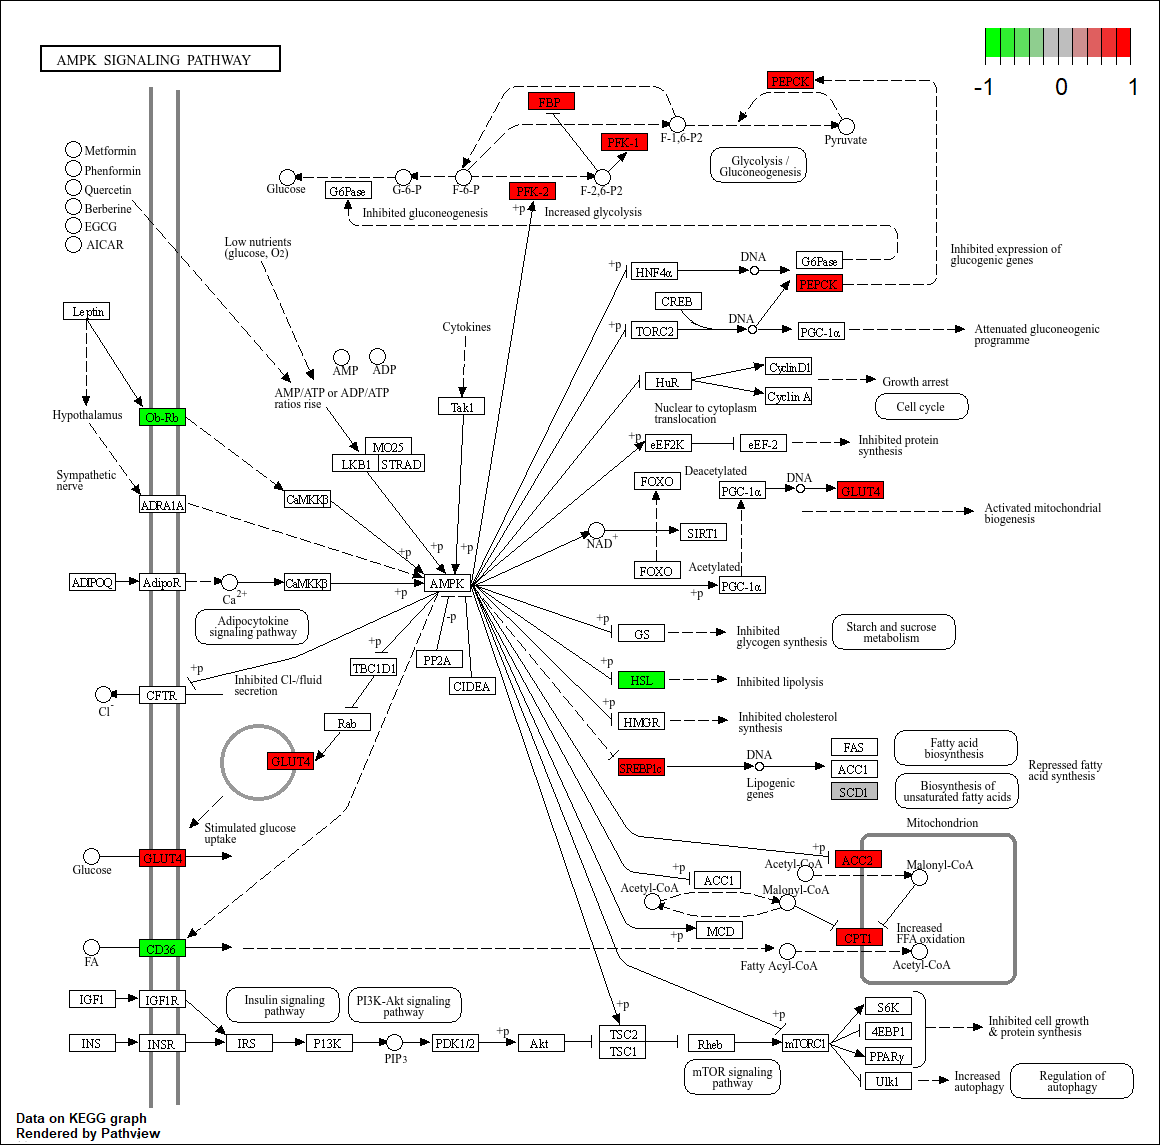 AMPK SIGNALING PATHWAY
-1 0 1
Metformin
Phenformin
Quercetin
Berberine
EGCG
AICAR
Glucose
G6Pase
G-6-P
F-6-P
FBP
PFK-2
+p
F-2,6-P2
PFK-1
F-1,6-P2
PEPCK
Pyruvate
Glycolysis /
Gluconeogenesis
Inhibited gluconeogenesis
Increased glycolysis
Low nutrients
(glucose, O2)
Leptin
Hypothalamus
Ob-Rb
Sympathetic
nerve
ADRA1A
AMP
ADP
AMP/ATP or ADP/ATP
ratios rise
Cytokines
Tak1
MO25
LKB1
STRAD
CaMKKβ
+p
+p
+p
ADIPOQ
AdipoR
Ca2+
CaMKKβ
+p
AMPK
Adipocytokine
signaling pathway
-p
PP2A
CIDEA
+p
TBC1D1
Rab
GLUT4
+p
CFTR
Cl-
Inhibited Cl-/fluid
secretion
Stimulated glucose
uptake
Glucose
GLUT4
FA
CD36
+p
HNF4α
DNA
G6Pase
PEPCK
Inhibited expression of
glucogenic genes
CREB
+p
TORC2
DNA
PGC-1α
Attenuated gluconeogenic
programme
HuR
CyclinD1
Cyclin A
Growth arrest
Cell cycle
Nuclear to cytoplasm
translocation
+p
eEF2K
eEF-2
Inhibited protein
synthesis
FOXO
Deacetylated
PGC-1α
DNA
GLUT4
Activated mitochondrial
biogenesis
NAD+
SIRT1
FOXO
Acetylated
PGC-1α
+p
+p
GS
Inhibited
glycogen synthesis
Starch and sucrose
metabolism
+p
HSL
Inhibited lipolysis
+p
HMGR
Inhibited cholesterol
synthesis
SREBP1c
DNA
Lipogenic
genes
FAS
ACC1
SCD1
Fatty acid
biosynthesis
Biosynthesis of
unsaturated fatty acids
Repressed fatty
acid synthesis
Mitochondrion
+p
ACC2
Acetyl-CoA
Malonyl-CoA
+p
ACC1
Acetyl-CoA
Malonyl-CoA
MCD
+p
CPT1
Increased
FFA oxidation
Fatty Acyl-CoA
Acetyl-CoA
IGF1
IGF1R
Insulin signaling
pathway
PI3K-Akt signaling
pathway
INS
INSR
IRS
P13K
PIP3
PDK1/2
+p
Akt
+p
TSC2
TSC1
Rheb
mTOR signaling
pathway
+p
mTORC1
S6K
4EBP1
PPARγ
Ulk1
Inhibited cell growth
& protein synthesis
Increased
autophagy
Regulation of
autophagy
Data on KEGG graph
Rendered by Pathview